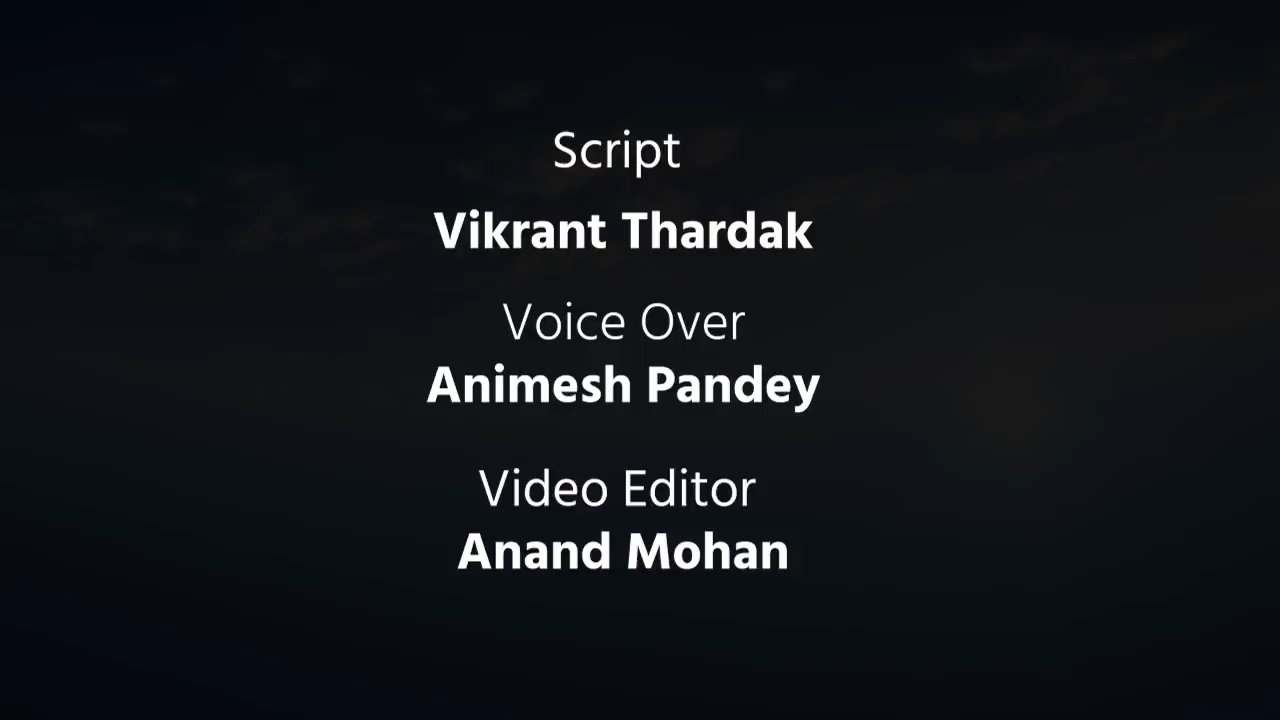 Script
Vikrant Thardak
Voice Over
Animesh Pandey
Video Editor
Anand Mohan